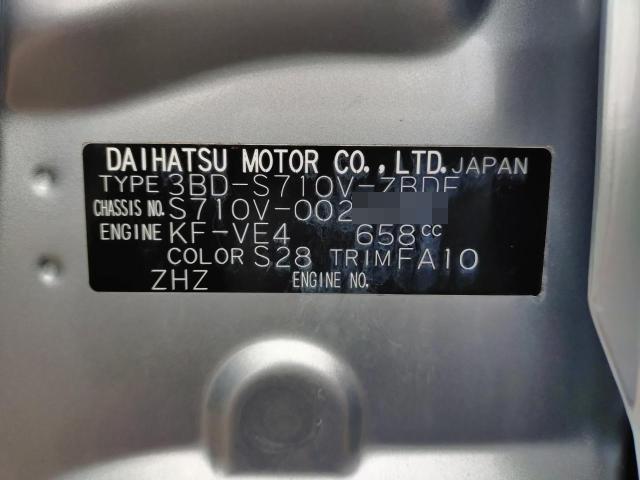 DAIHATSU MOTOR CO., LTD. JAPAN
TYPE 3BD-S710V-ZBDF
CHASSIS NO. S710V-002
ENGINE KF-VE4 658cc
COLOR S28 TRIM FA10
ZHZ ENGINE NO.